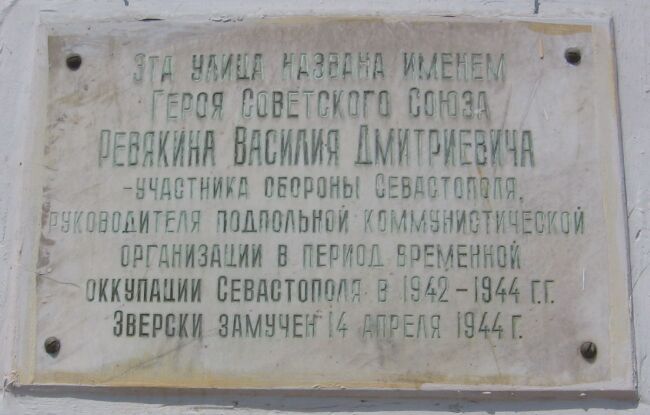 Эта улица названа именем
Героя Советского Союза
Ревякина Василия Дмитриевича
-участника обороны Севастополя,
руководителя подпольной коммунистической
организации в период временной
оккупации Севастополя в 1942-1944 г.г.
Зверски замучен 14 апреля 1944 г.